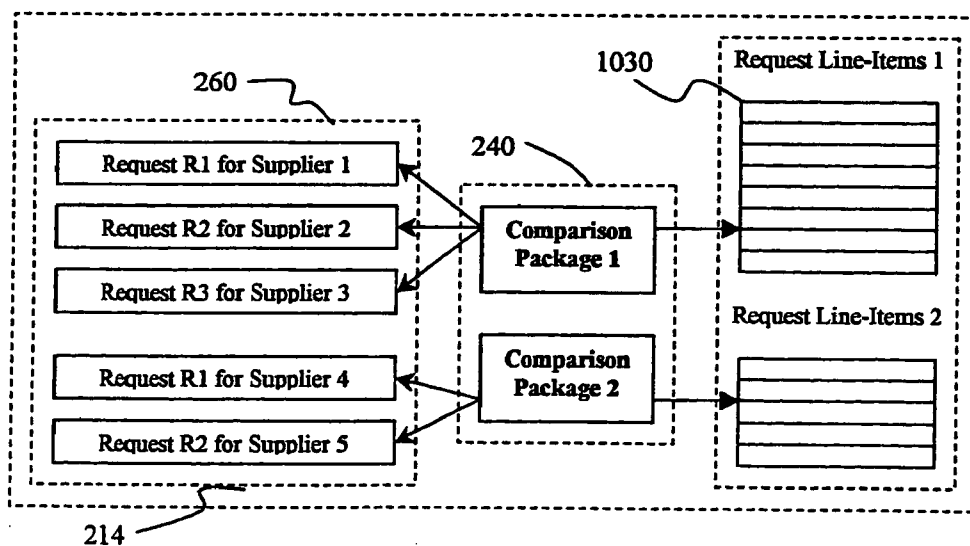 260
Request R1 for Supplier 1
Request R2 for Supplier 2
Request R3 for Supplier 3
Request R1 for Supplier 4
Request R2 for Supplier 5
214
240
Comparison
Package 1
Comparison
Package 2
1030
Request Line-Items 1
Request Line-Items 2